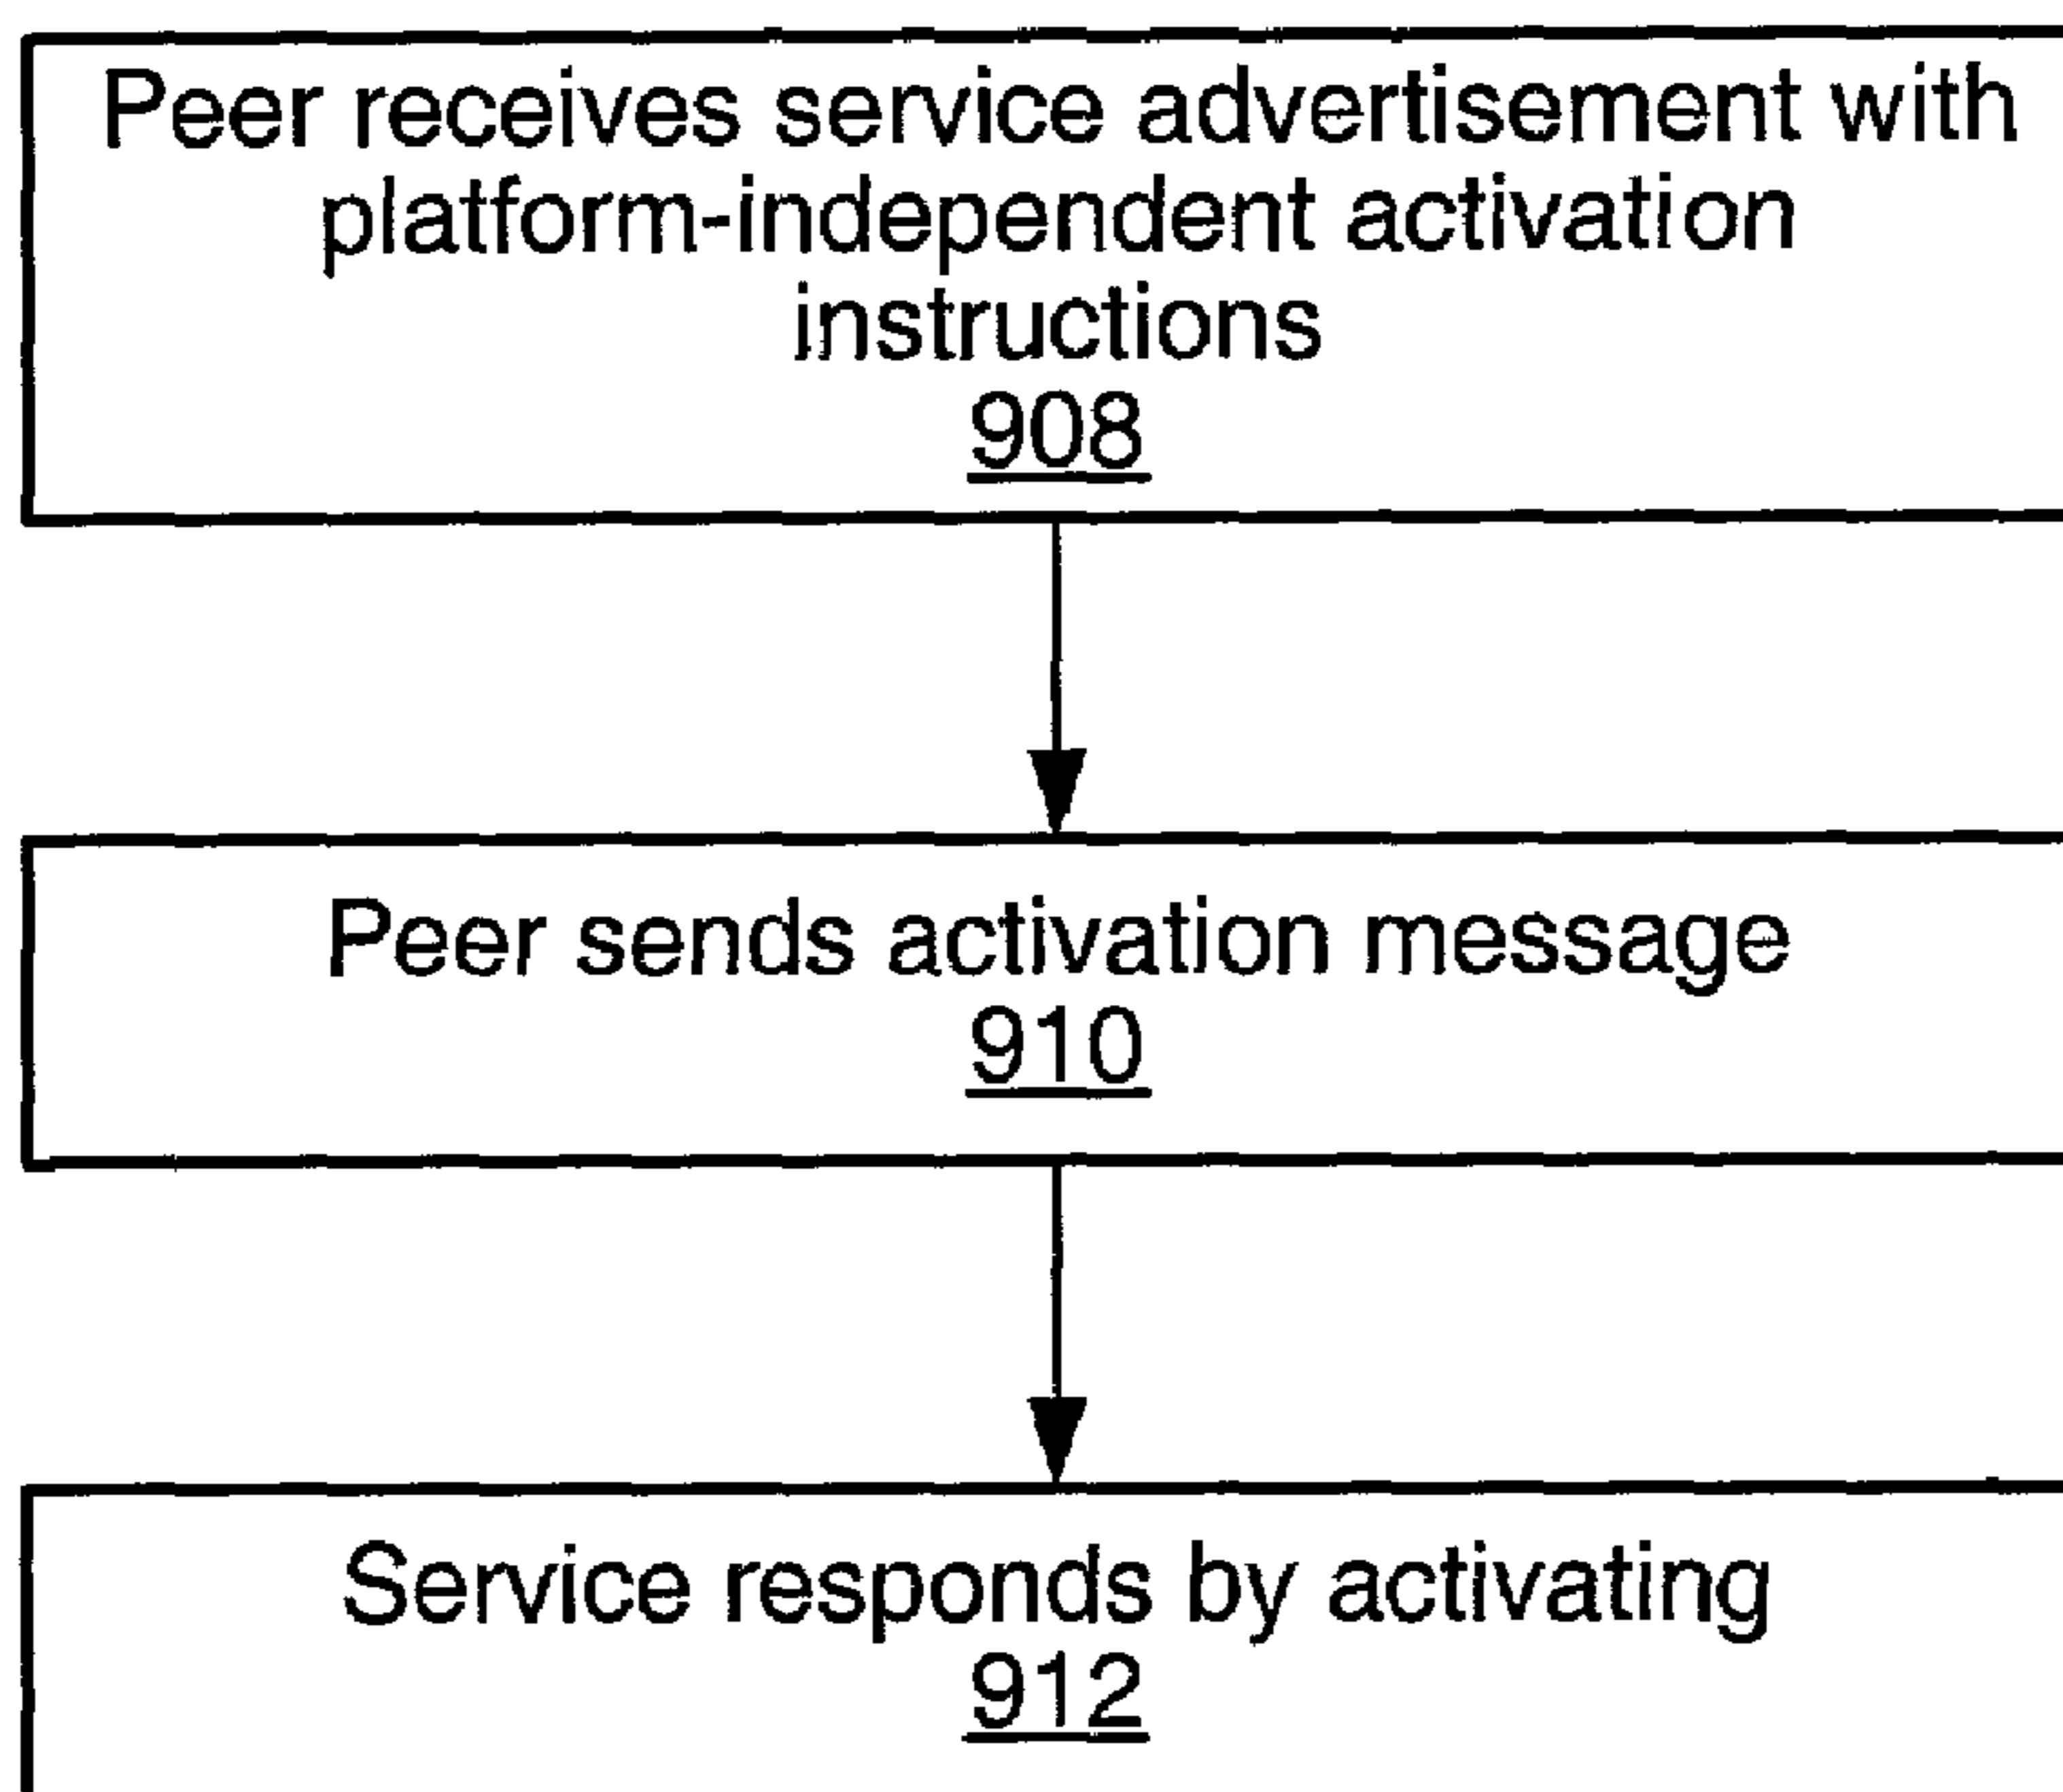 Peer receives service advertisement with
platform-independent activation
instructions
908
Peer sends activation message
910
Service responds by activating
912